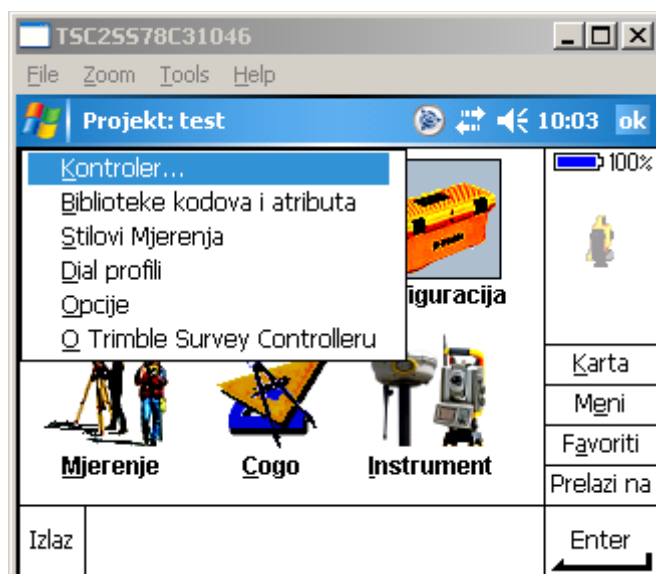 TSC2SS78C31046
File Zoom Tools Help
Projekt: test 10:03 ok
Kontroler...
Biblioteke kodova i atributa
Stilovi Mjerenja
Dial profili
Opcije
O Trimble Survey Controlleru
100%
iguracija
Mjerenje Cogo Instrument
Karta
Meni
Favoriti
Prelazi na
Izlaz
Enter